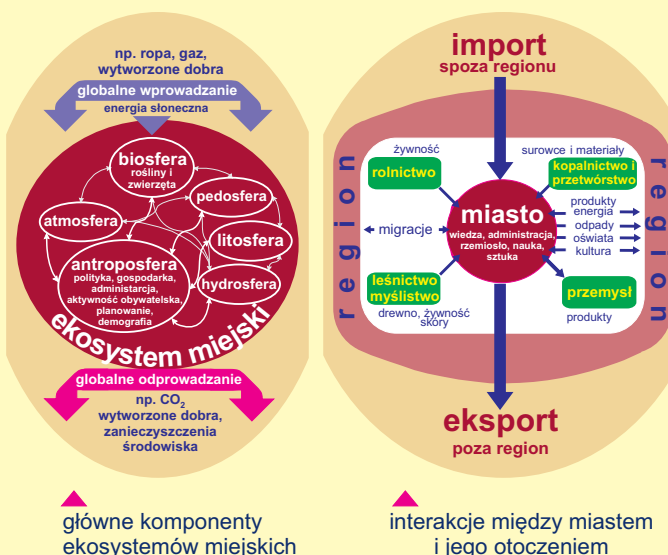 np. ropa, gaz,
wytworzone dobra
globalne wprowadzanie
energia słoneczna
biosfera
rośliny i
zwierzęta
pedosfera
atmosfera
litosfera
antroposfera
polityka, gospodarka,
administarcja,
aktywność obywatelska,
planowanie,
demografia
hydrosfera
ekosystem miejski
globalne odprowadzanie
np. CO₂
wytworzone dobra,
zanieczyszczenia
środowiska
główne komponenty
ekosystemów miejskich
import
spoza regionu
region
żywność
rolnictwo
surowce i materiały
kopalnictwo i
przetwórstwo
migracje
miasto
wiedza, administracja,
rzemiosło, nauka,
sztuka
produkty
energia
odpady
oświata
kultura
region
leśnictwo
myślistwo
drewno, żywność
skóry
przemysł
produkty
eksport
poza region
interakcje między miastem
i jego otoczeniem